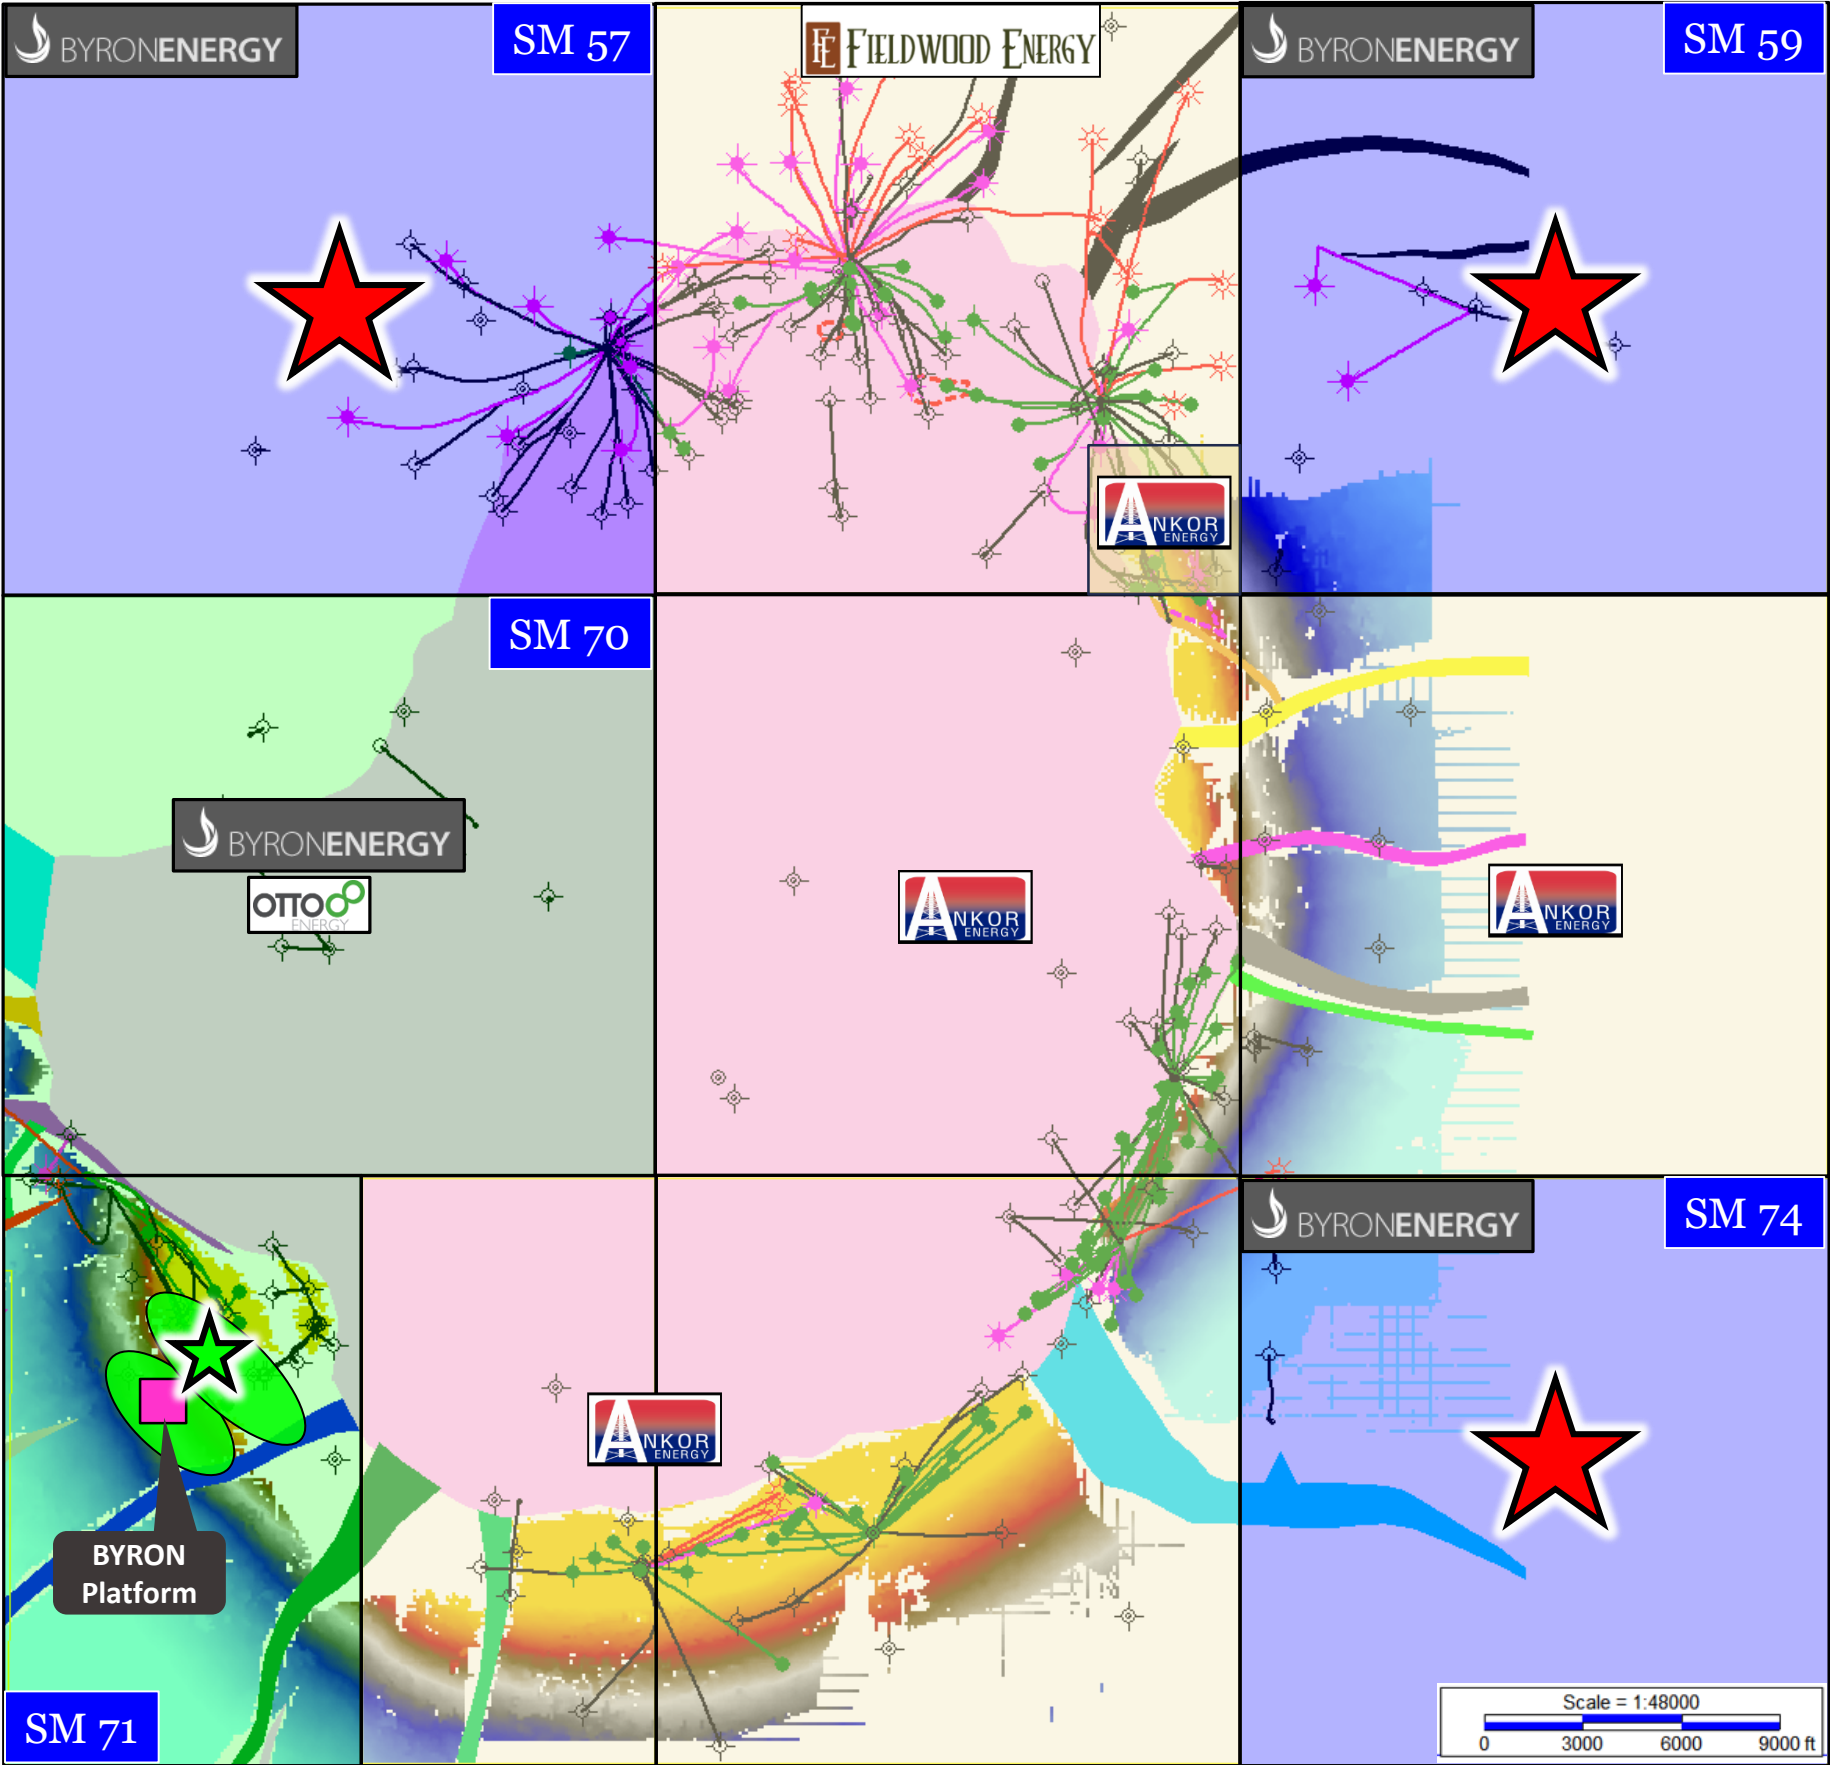 BYRONENERGY
SM 57
FE FIELDWOOD ENERGY
BYRONENERGY
SM 59
ANKOR
ENERGY
SM 70
BYRONENERGY
OTTO
ENERGY
ANKOR
ENERGY
ANKOR
ENERGY
BYRONENERGY
SM 74
ANKOR
ENERGY
BYRON
Platform
SM 71
Scale = 1:48000
0 3000 6000 9000 ft